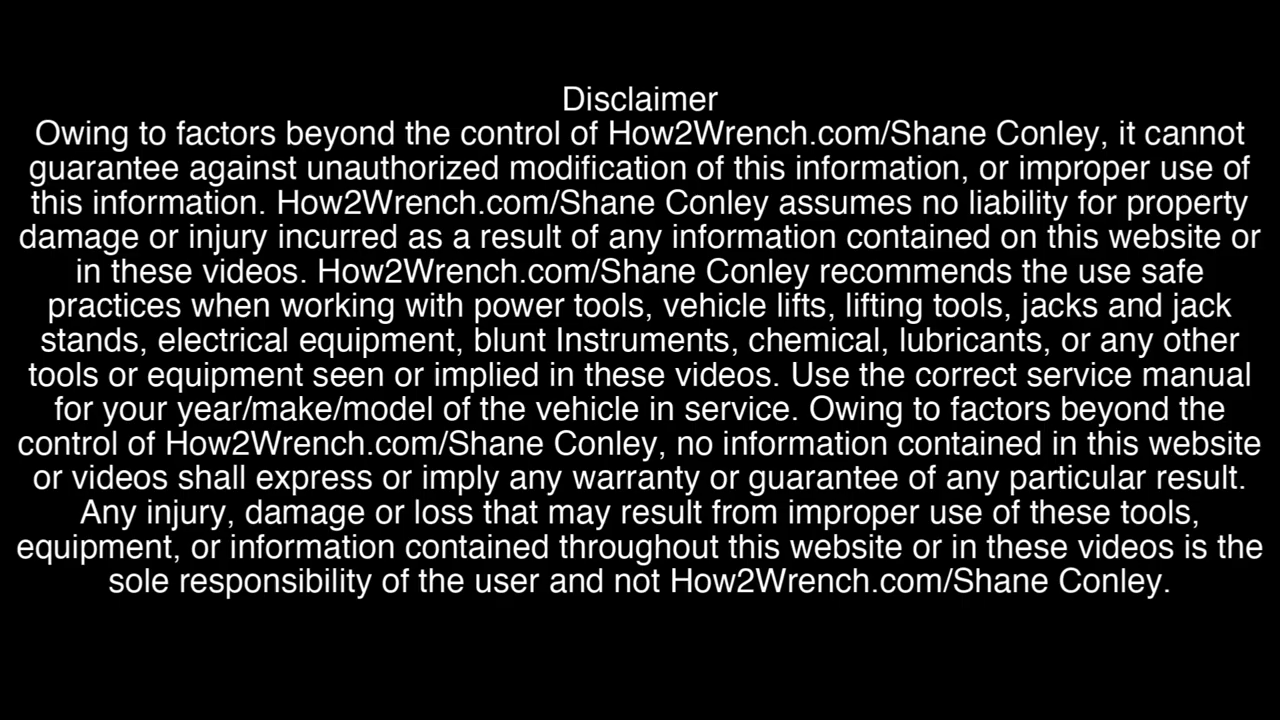 Disclaimer
Owing to factors beyond the control of How2Wrench.com/Shane Conley, it cannot
guarantee against unauthorized modification of this information, or improper use of
this information. How2Wrench.com/Shane Conley assumes no liability for property
damage or injury incurred as a result of any information contained on this website or
in these videos. How2Wrench.com/Shane Conley recommends the use safe
practices when working with power tools, vehicle lifts, lifting tools, jacks and jack
stands, electrical equipment, blunt Instruments, chemical, lubricants, or any other
tools or equipment seen or implied in these videos. Use the correct service manual
for your year/make/model of the vehicle in service. Owing to factors beyond the
control of How2Wrench.com/Shane Conley, no information contained in this website
or videos shall express or imply any warranty or guarantee of any particular result.
Any injury, damage or loss that may result from improper use of these tools,
equipment, or information contained throughout this website or in these videos is the
sole responsibility of the user and not How2Wrench.com/Shane Conley.